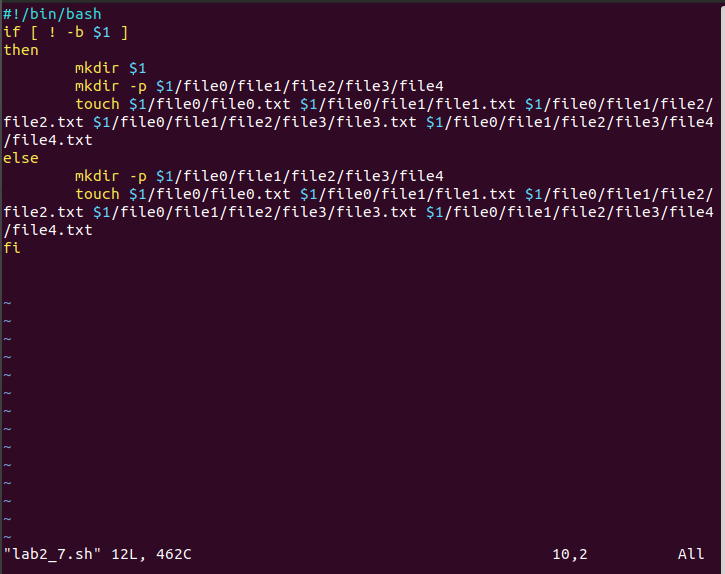 #!/bin/bash
if [ ! -b $1 ]
then
        mkdir $1
        mkdir -p $1/file0/file1/file2/file3/file4
        touch $1/file0/file0.txt $1/file0/file1/file1.txt $1/file0/file1/file2/
file2.txt $1/file0/file1/file2/file3/file3.txt $1/file0/file1/file2/file3/file4
/file4.txt
else
        mkdir -p $1/file0/file1/file2/file3/file4
        touch $1/file0/file0.txt $1/file0/file1/file1.txt $1/file0/file1/file2/
file2.txt $1/file0/file1/file2/file3/file3.txt $1/file0/file1/file2/file3/file4
/file4.txt
fi
~
~
~
~
~
~
~
~
~
~
~
~
~
~
"lab2_7.sh" 12L, 462C 10,2 All